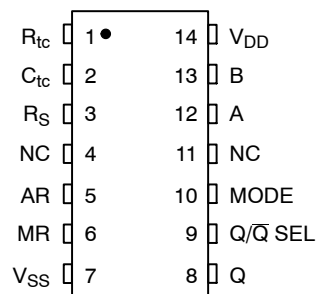 Rtc 1 14 VDD
Ctc 2 13 B
RS 3 12 A
NC 4 11 NC
AR 5 10 MODE
MR 6 9 Q/Q̅ SEL
VSS 7 8 Q